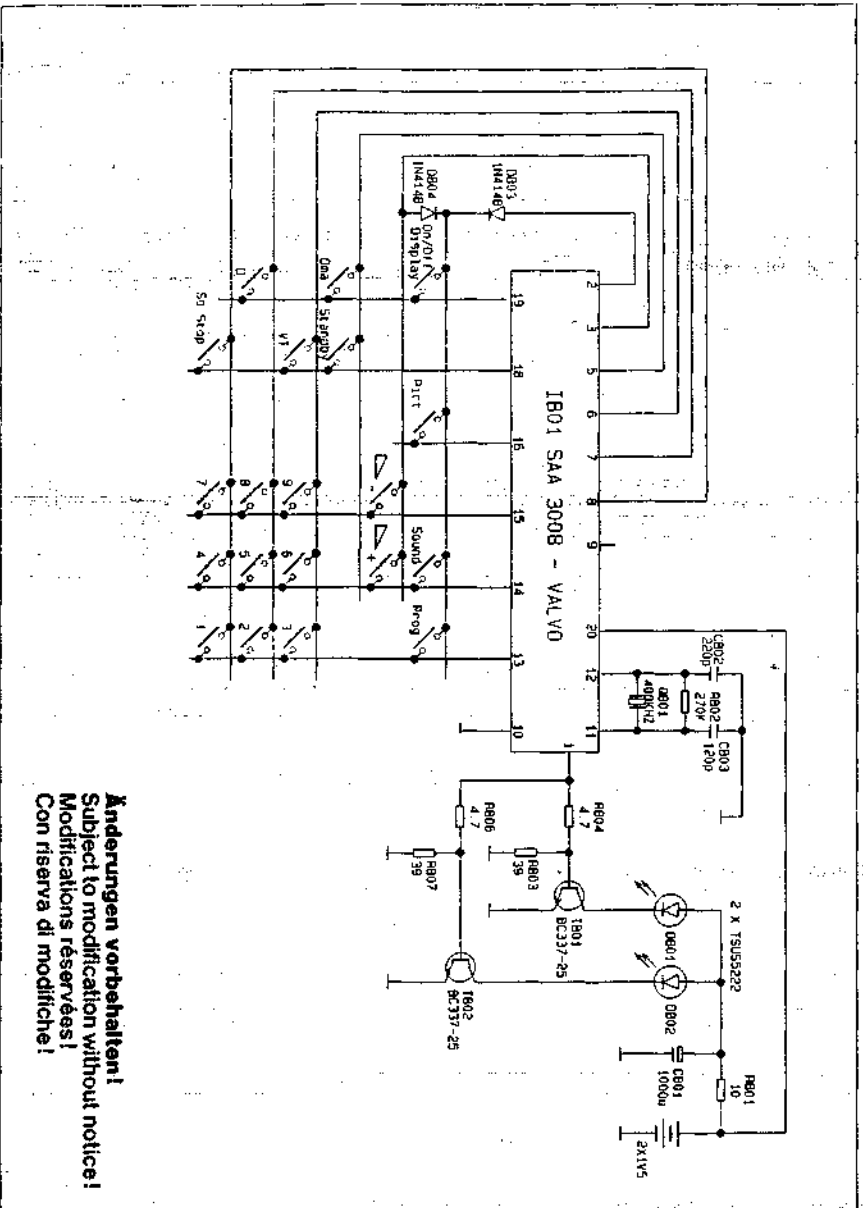 2 X TSU55222
RB01
10
DB01
DB02
CB01
1000u
2X1V5
CB02
220p
RB02
270K
CB03
120p
QB01
400KHZ
RB04
4.7
RB03
39
TB01
BC337-25
RB06
4.7
RB07
39
TB02
BC337-25
2
3
5
6
7
8
9
20
12
11
IB01 SAA 3008 - VALVO
1
19
18
16
15
14
13
10
DB03
1N4148
DB04
1N4148
On/Off
Display
Pict
Sound
Prog
-
+
Standby
VT
9
6
3
0
8
5
2
So Stop
7
4
1
Änderungen vorbehalten!
Subject to modification without notice!
Modifications réservées!
Con riserva di modifiche!